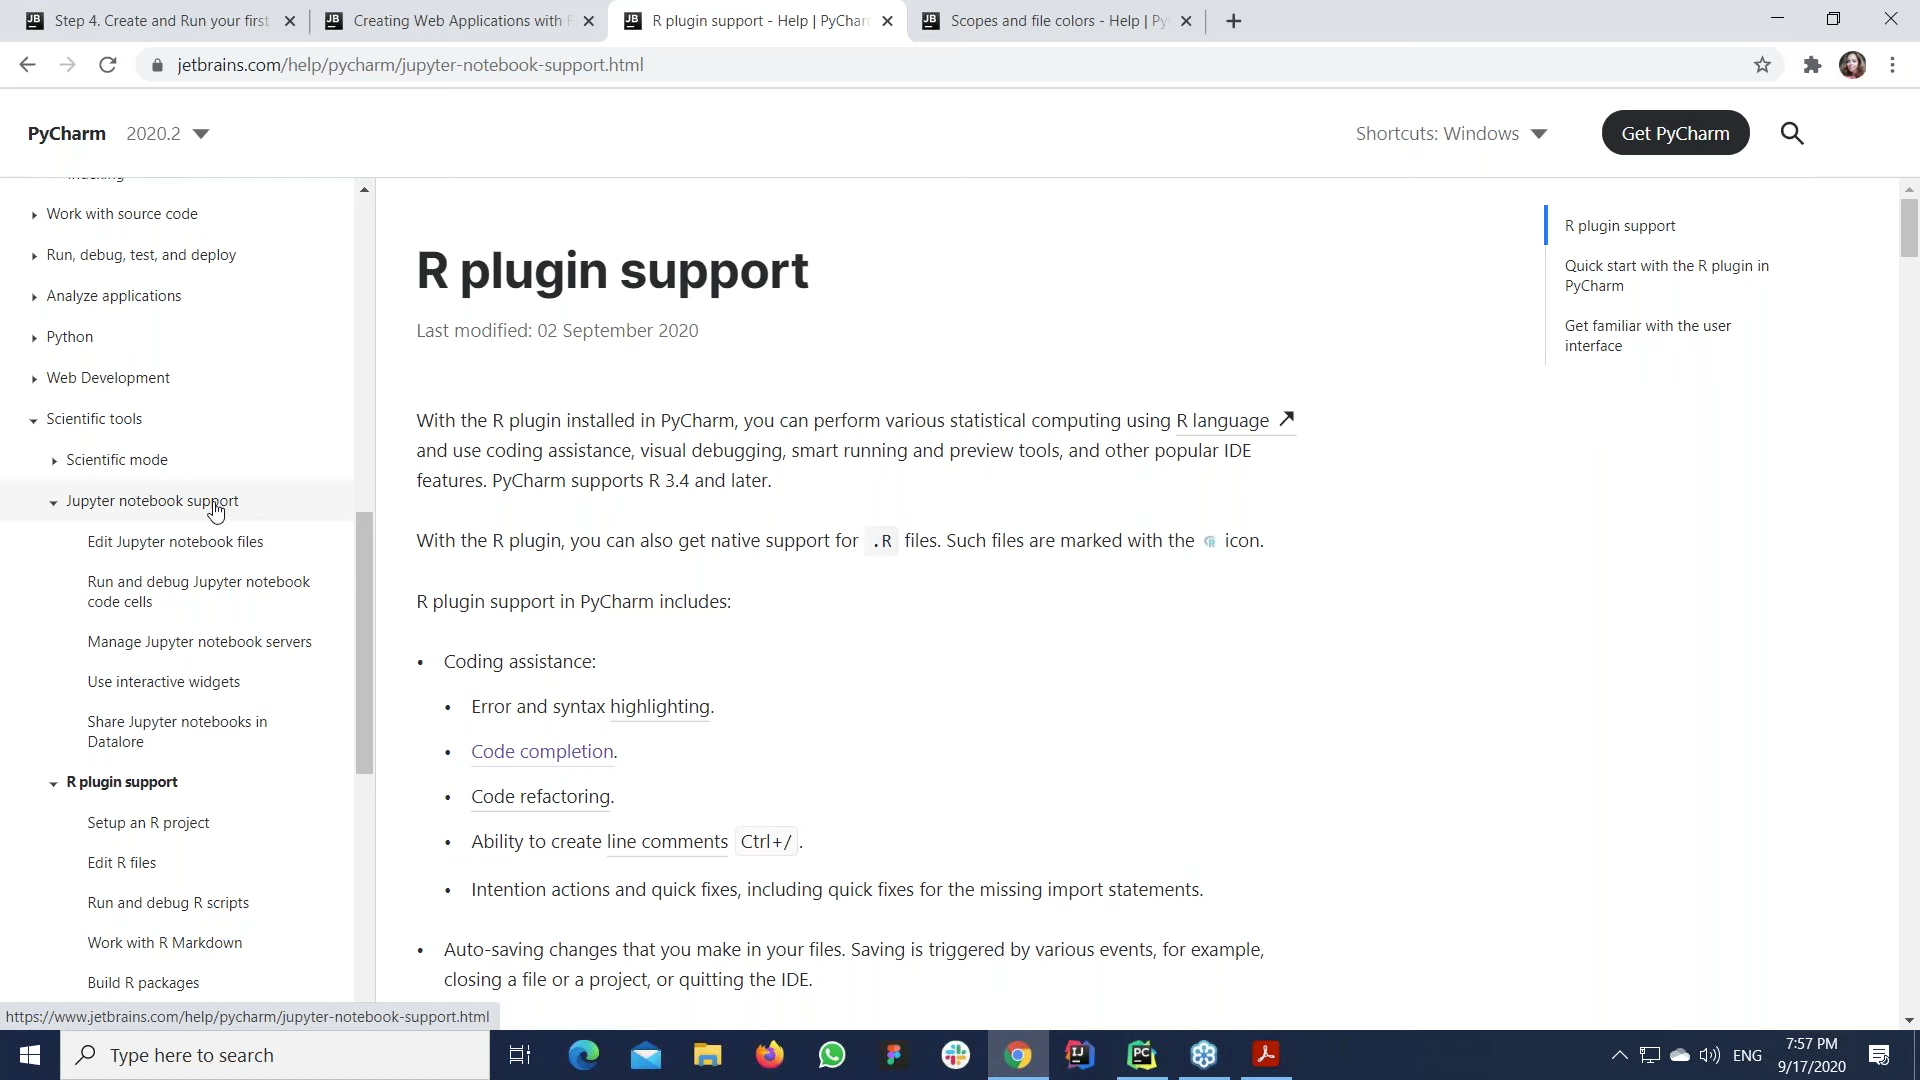 Step 4. Create and Run your first
Creating Web Applications with
R plugin support - Help | PyCharm
Scopes and file colors - Help | Py
jetbrains.com/help/pycharm/jupyter-notebook-support.html
PyCharm 2020.2
Shortcuts: Windows
Get PyCharm
Indexing
Work with source code
Run, debug, test, and deploy
Analyze applications
Python
Web Development
Scientific tools
Scientific mode
Jupyter notebook support
Edit Jupyter notebook files
Run and debug Jupyter notebook
code cells
Manage Jupyter notebook servers
Use interactive widgets
Share Jupyter notebooks in
Datalore
R plugin support
Setup an R project
Edit R files
Run and debug R scripts
Work with R Markdown
Build R packages
R plugin support
Last modified: 02 September 2020
With the R plugin installed in PyCharm, you can perform various statistical computing using R language
and use coding assistance, visual debugging, smart running and preview tools, and other popular IDE
features. PyCharm supports R 3.4 and later.
With the R plugin, you can also get native support for .R files. Such files are marked with the icon.
R plugin support in PyCharm includes:
• Coding assistance:
• Error and syntax highlighting.
• Code completion.
• Code refactoring.
• Ability to create line comments Ctrl+/ .
• Intention actions and quick fixes, including quick fixes for the missing import statements.
• Auto-saving changes that you make in your files. Saving is triggered by various events, for example,
closing a file or a project, or quitting the IDE.
R plugin support
Quick start with the R plugin in
PyCharm
Get familiar with the user
interface
https://www.jetbrains.com/help/pycharm/jupyter-notebook-support.html
Type here to search
ENG
7:57 PM
9/17/2020